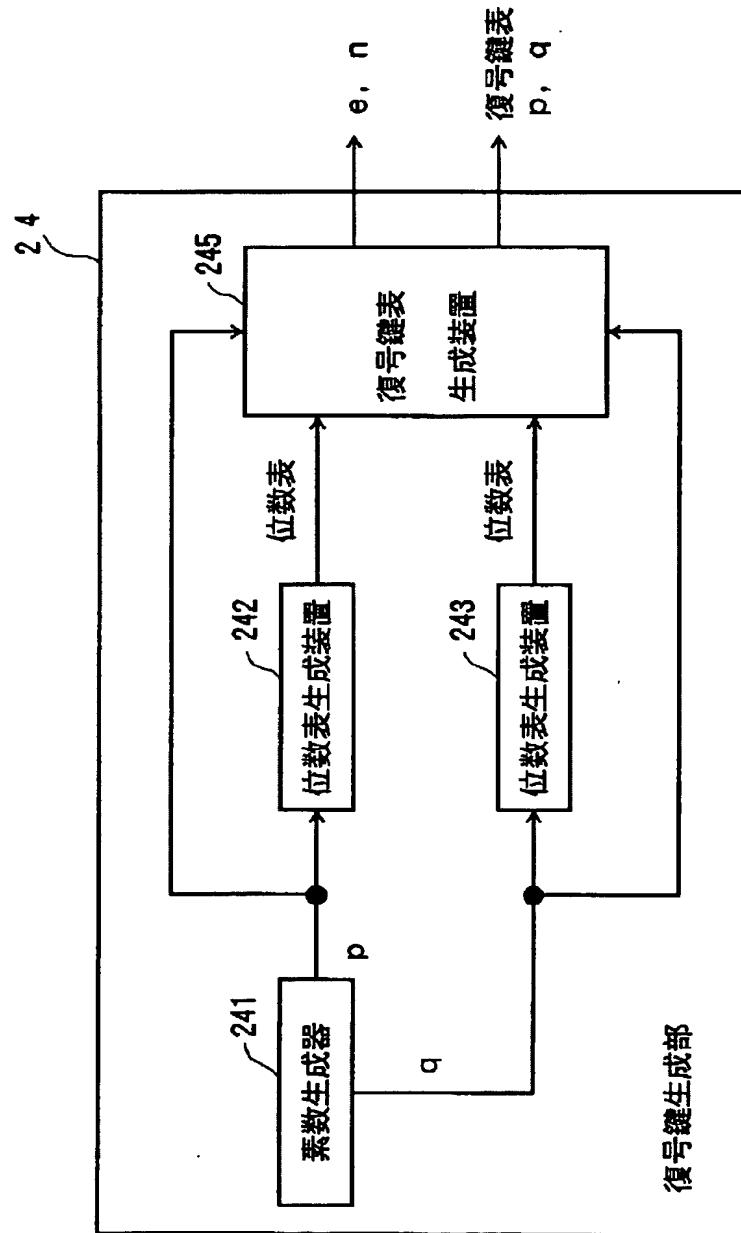 24
241
素数生成器
p
q
242
位数表生成装置
位数表
243
位数表生成装置
位数表
245
復号鍵表
生成装置
e, n
復号鍵表
p, q
復号鍵生成部